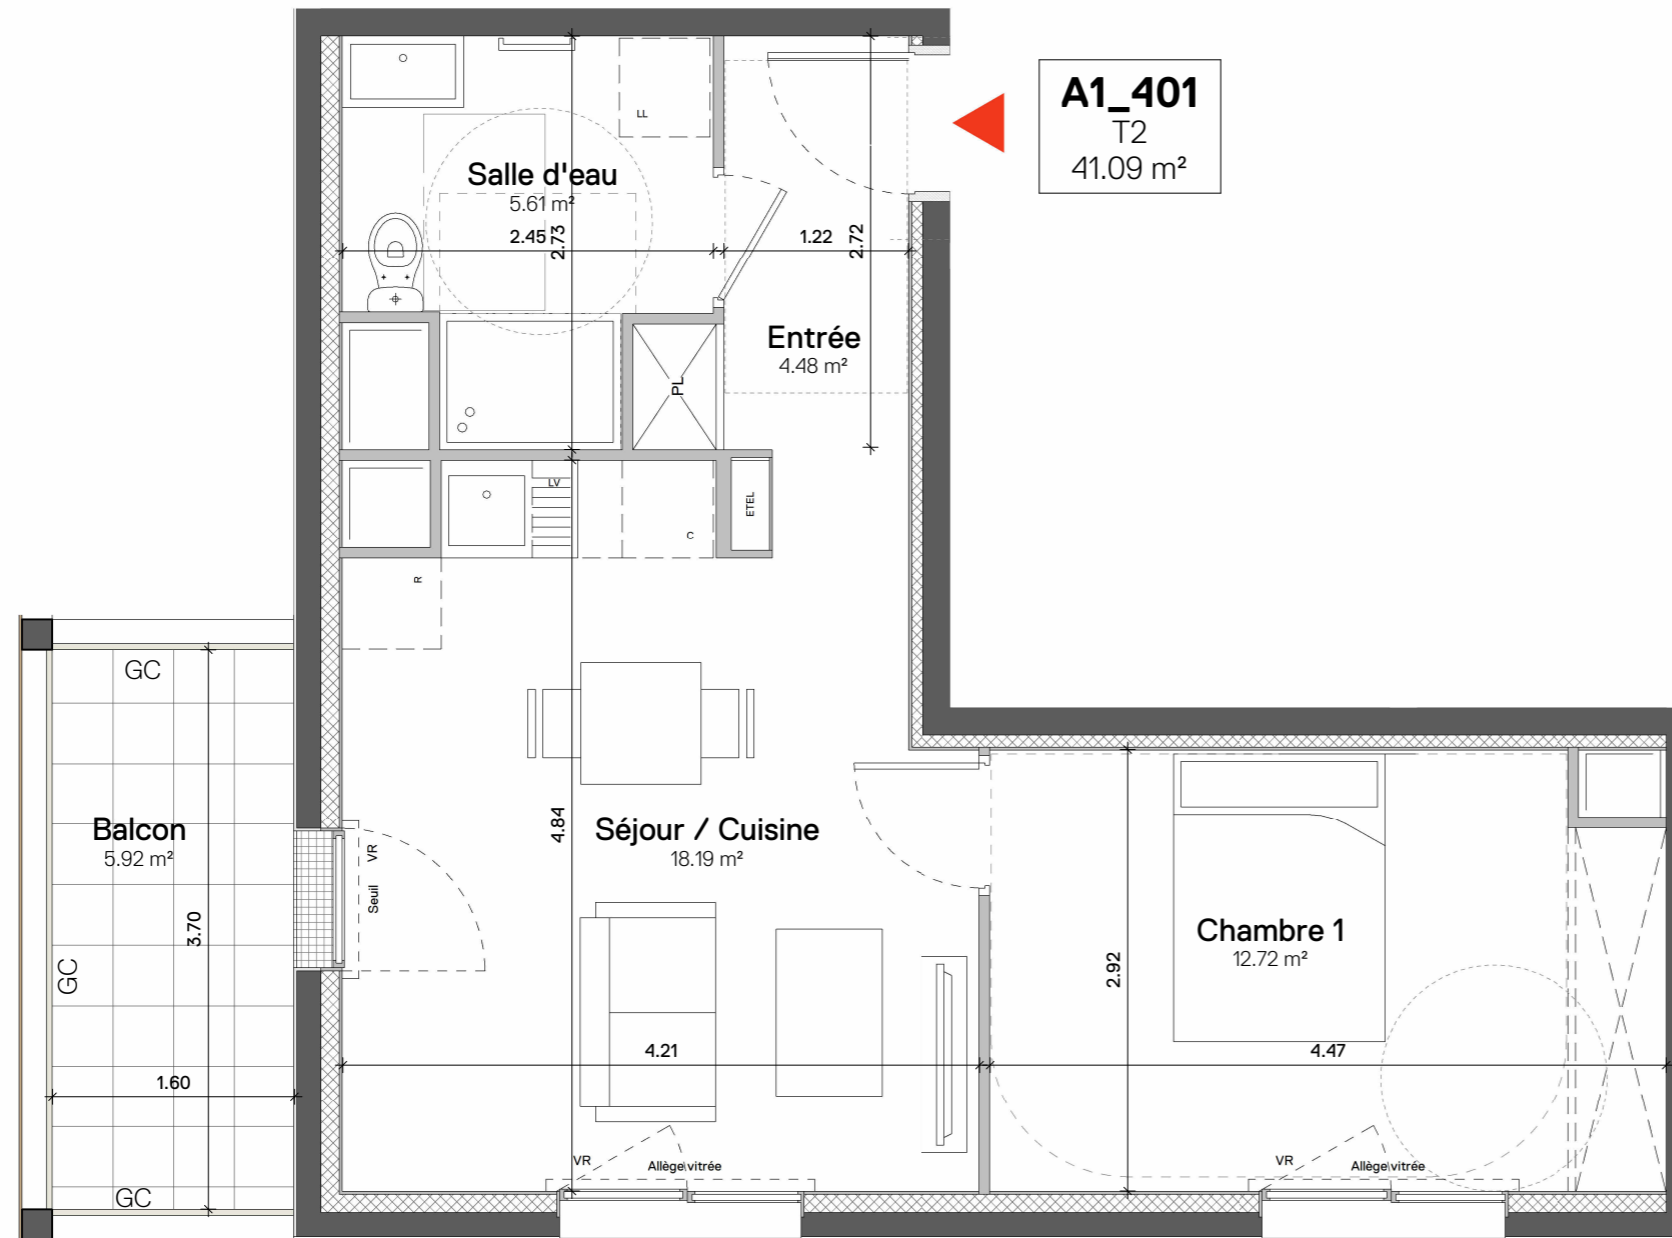 A1_401
T2
41.09 m²
LL
Salle d'eau
5.61 m²
2.45
2.73
1.22
2.72
Entrée
4.48 m²
PL
LV
C
ETEL
R
GC
Balcon
5.92 m²
3.70
GC
1.60
GC
VR
Seuil
4.84
Séjour / Cuisine
18.19 m²
4.21
VR
Allège vitrée
Chambre 1
12.72 m²
2.92
4.47
VR
Allège vitrée